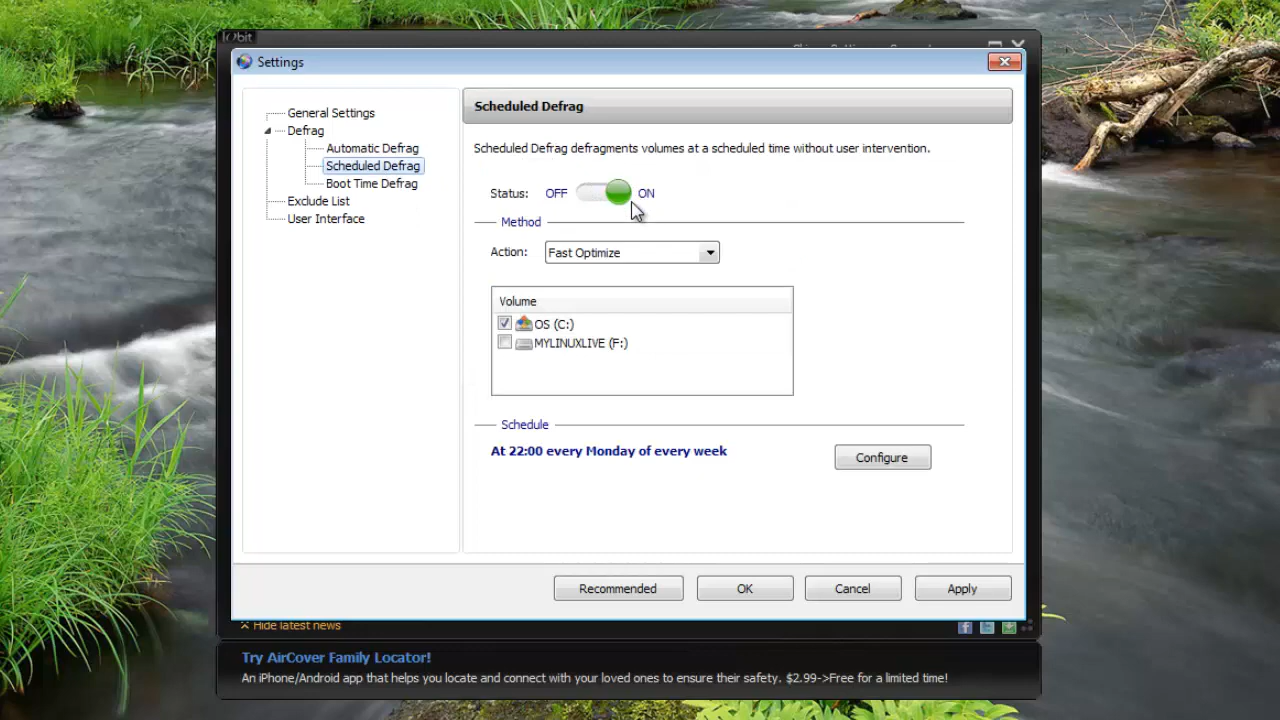 IObit
Settings
General Settings
Defrag
Automatic Defrag
Scheduled Defrag
Boot Time Defrag
Exclude List
User Interface
Scheduled Defrag
Scheduled Defrag defragments volumes at a scheduled time without user intervention.
Status: OFF ON
Method
Action: Fast Optimize
Volume
OS (C:)
MYLINUXLIVE (F:)
Schedule
At 22:00 every Monday of every week
Configure
Recommended OK Cancel Apply
Hide latest news
Try AirCover Family Locator!
An iPhone/Android app that helps you locate and connect with your loved ones to ensure their safety. $2.99->Free for a limited time!